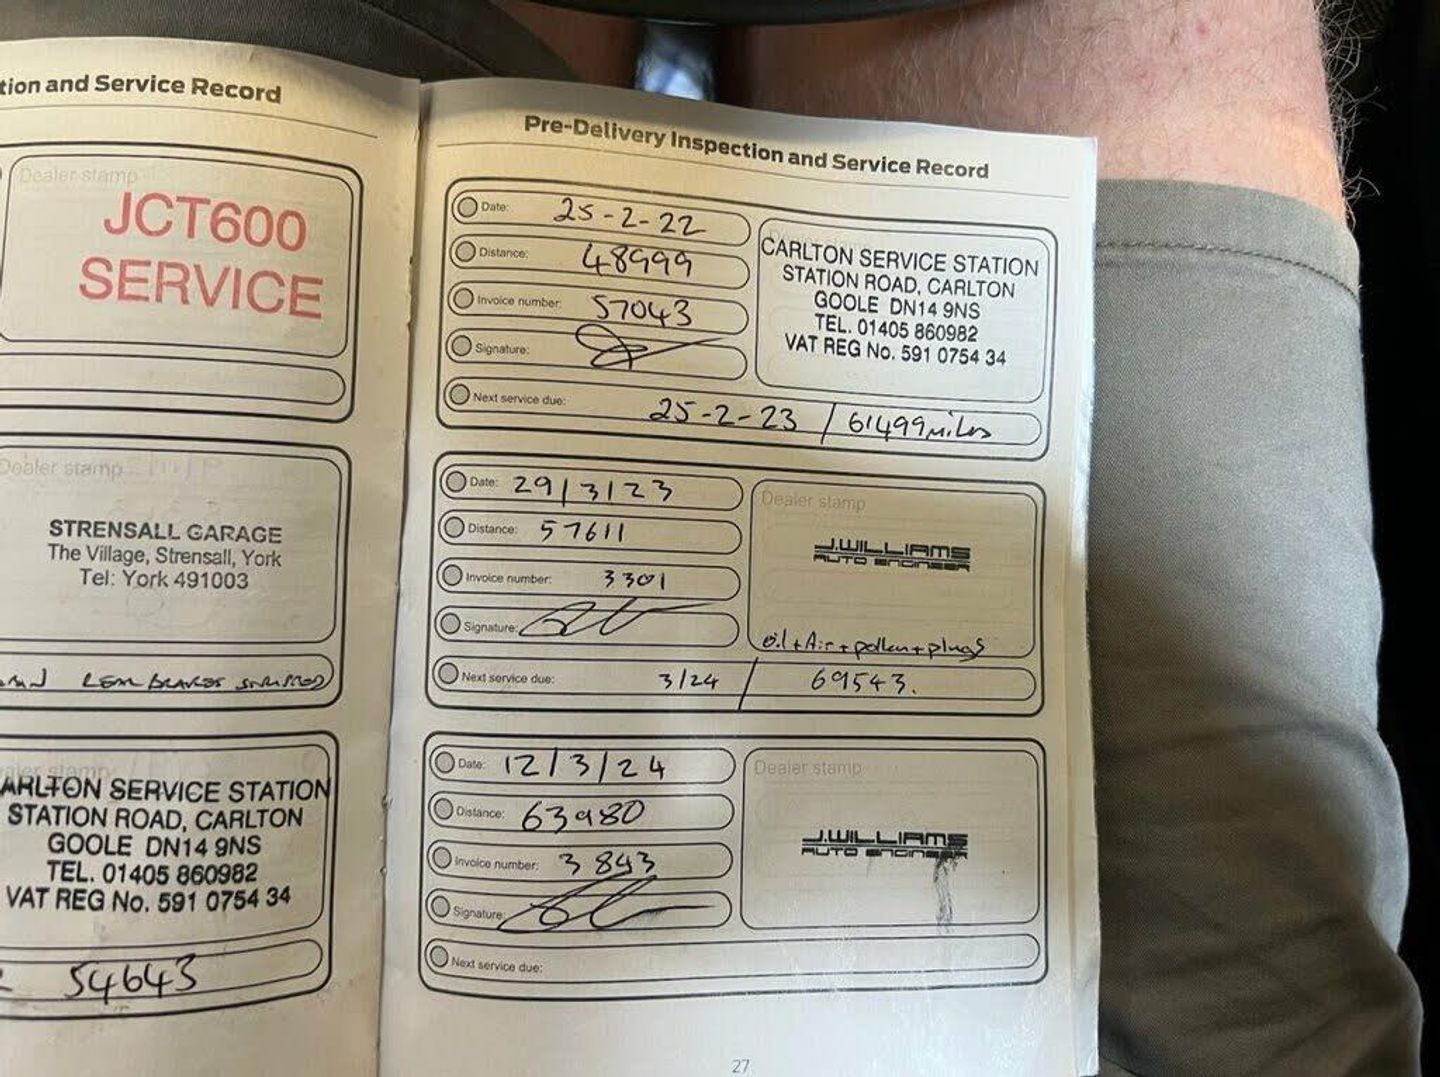 tion and Service Record
Dealer stamp
JCT600
SERVICE
Dealer stamp
STRENSALL GARAGE
The Village, Strensall, York
Tel: York 491003
REAR BRAKES STRIPPED
aler stamp
ARLTON SERVICE STATION
STATION ROAD, CARLTON
GOOLE DN14 9NS
TEL. 01405 860982
VAT REG No. 591 0754 34
54643
Pre-Delivery Inspection and Service Record
Date: 25-2-22
Distance: 48999
Invoice number: 57043
Signature:
Next service due: 25-2-23 / 61499 miles
CARLTON SERVICE STATION
STATION ROAD, CARLTON
GOOLE DN14 9NS
TEL. 01405 860982
VAT REG No. 591 0754 34
Date: 29/3/23
Distance: 57611
Invoice number: 3301
Signature:
Next service due: 3/24 / 69543.
Dealer stamp
J.WILLIAMS
AUTO ENGINEER
oil + Air + pollen + plugs
Date: 12/3/24
Distance: 63980
Invoice number: 3843
Signature:
Next service due:
Dealer stamp
J.WILLIAMS
AUTO ENGINEER
27